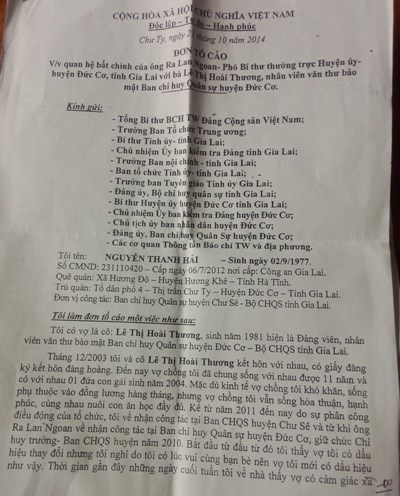 CỘNG HÒA XÃ HỘI CHỦ NGHĨA VIỆT NAM
Độc lập – Tự do – Hạnh phúc
Chư Ty, ngày 2 tháng 10 năm 2014
ĐƠN TỐ CÁO
V/v quan hệ bất chính của ông Ra Lan Ngoan- Phó Bí thư thường trực Huyện ủy-
huyện Đức Cơ, tỉnh Gia Lai với bà Lê Thị Hoài Thương, nhân viên văn thư bảo
mật Ban chỉ huy Quân sự huyện Đức Cơ.
Kính gửi:
- Tổng Bí thư BCH TW Đảng Cộng sản Việt Nam;
- Trưởng Ban Tổ chức Trung ương;
- Bí thư Tỉnh ủy- tỉnh Gia Lai;
- Chủ nhiệm Ủy ban kiểm tra Đảng tỉnh Gia Lai;
- Trưởng Ban nội chính - tỉnh Gia Lai;
- Ban tổ chức Tỉnh ủy- tỉnh Gia Lai;
- Trưởng ban Tuyên giáo Tỉnh ủy Gia Lai;
- Đảng ủy, Bộ chỉ huy quân sự tỉnh Gia Lai;
- Bí thư Huyện ủy huyện Đức Cơ tỉnh Gia Lai;
- Chủ nhiệm Ủy ban kiểm tra Đảng huyện Đức Cơ;
- Chủ tịch ủy ban nhân dân huyện Đức Cơ;
- Đảng ủy, Ban chỉ huy Quân Sự huyện Đức Cơ;
- Các cơ quan Thông tấn Báo chí TW và địa phương.
Tôi tên: NGUYỄN THANH HẢI – Sinh ngày 02/9/1977.
Số CMND: 231110420 – Cấp ngày 06/7/2012 nơi cấp: Công an Gia Lai.
Quê quán: Xã Hương Đô – Huyện Hương Khê – Tỉnh Hà Tĩnh.
Trú quán: Tổ dân phố 4 – Thị trấn Chư Ty – Huyện Đức Cơ – Tỉnh Gia Lai.
Đơn vị công tác: Ban chỉ huy Quân sự huyện Chư Sê - Bộ CHQS tỉnh Gia Lai.
Tôi làm đơn tố cáo một việc như sau:
Tôi có vợ là cô: Lê Thị Hoài Thương, sinh năm 1981 hiện là Đảng viên, nhân
viên văn thư bảo mật Ban chỉ huy Quân sự huyện Đức Cơ – Bộ CHQS tỉnh Gia Lai.
Tháng 12/2003 tôi và cô Lê Thị Hoài Thương kết hôn với nhau, có giấy đăng
ký kết hôn đàng hoàng. Đến nay vợ chồng tôi đã chung sống với nhau được 11 năm và
có với nhau 01 đứa con gái sinh năm 2004. Mặc dù kinh tế vợ chồng tôi khó khăn, sống
phụ thuộc vào đồng lương hàng tháng, nhưng vợ chồng tôi vẫn sống hòa thuận, hạnh
phúc, cùng nhau nuôi con ăn học đầy đủ. Kể từ năm 2011 đến nay do sự phân công
điều động của tổ chức, tôi về nhận công tác tại Ban CHQS huyện Chư Sê và từ khi ông
Ra Lan Ngoan về nhận công tác tại Ban chỉ huy Quân sự huyện Đức Cơ, giữ chức Chỉ
huy trưởng- Ban CHQS huyện năm 2010. Bắt đầu từ đầu từ đó tôi thấy vợ tôi có dấu
hiệu thay đổi nhưng tôi nghĩ do có lúc vui cùng bạn bè nên vợ tôi mới có dấu hiệu
như vậy. Thời gian gần đây những ngày cuối tuần tôi về nhà thấy vợ có cảm giác xa